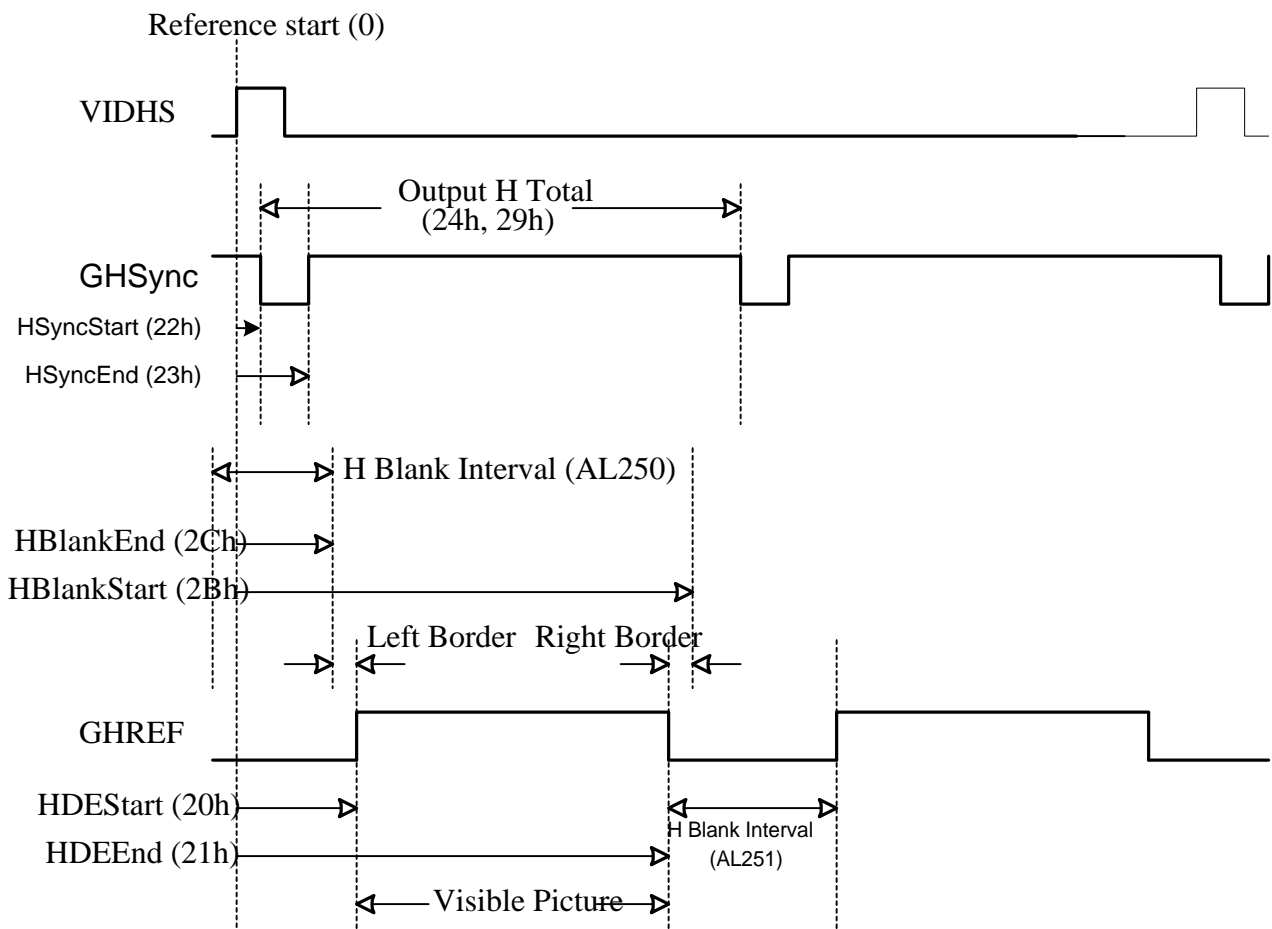 Reference start (0)
VIDHS
Output H Total
(24h, 29h)
GHSync
HSyncStart (22h)
HSyncEnd (23h)
H Blank Interval (AL250)
HBlankEnd (2Ch)
HBlankStart (2Bh)
Left Border
Right Border
GHREF
HDEStart (20h)
H Blank Interval
(AL251)
HDEEnd (21h)
Visible Picture